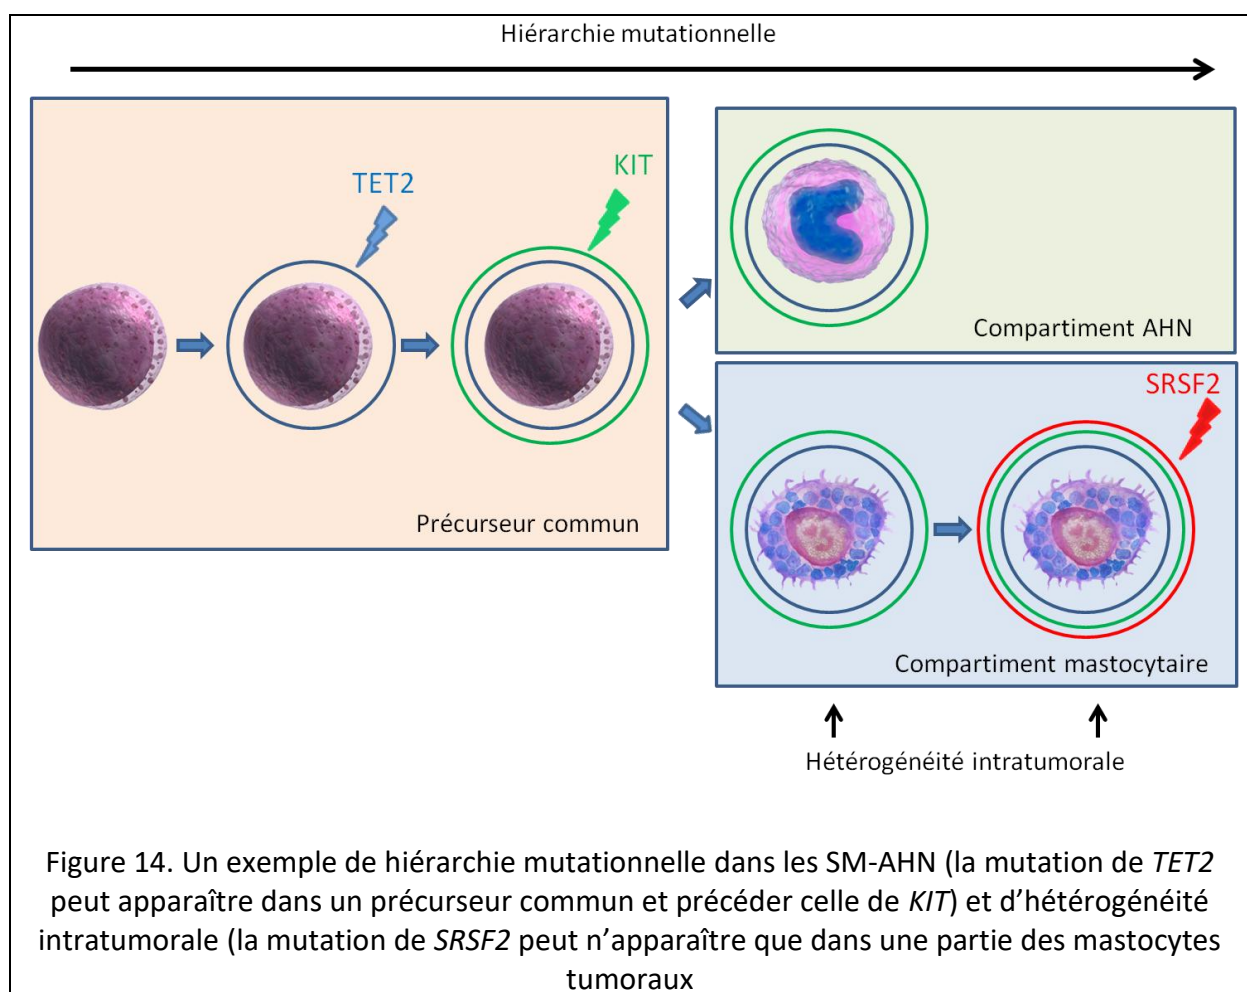 Hiérarchie mutationnelle
KIT
TET2
Compartiment AHN
SRSF2
Précurseur commun
Compartiment mastocytaire
Hétérogénéité intratumorale
Figure 14. Un exemple de hiérarchie mutationnelle dans les SM-AHN (la mutation de TET2
peut apparaître dans un précurseur commun et précéder celle de KIT) et d’hétérogénéité
intratumorale (la mutation de SRSF2 peut n’apparaître que dans une partie des mastocytes
tumoraux